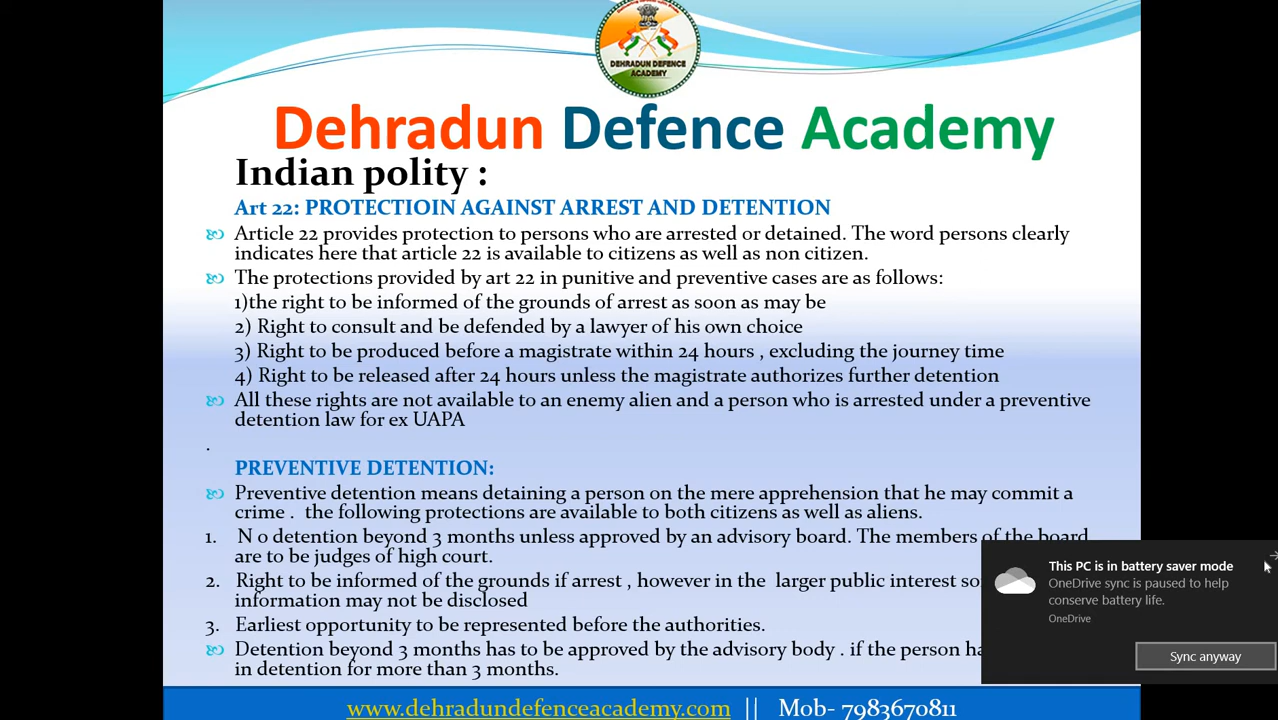 DEHRADUN DEFENCE
ACADEMY
Dehradun Defence Academy
Indian polity :
Art 22: PROTECTIOIN AGAINST ARREST AND DETENTION
Article 22 provides protection to persons who are arrested or detained. The word persons clearly
indicates here that article 22 is available to citizens as well as non citizen.
The protections provided by art 22 in punitive and preventive cases are as follows:
1)the right to be informed of the grounds of arrest as soon as may be
2) Right to consult and be defended by a lawyer of his own choice
3) Right to be produced before a magistrate within 24 hours , excluding the journey time
4) Right to be released after 24 hours unless the magistrate authorizes further detention
All these rights are not available to an enemy alien and a person who is arrested under a preventive
detention law for ex UAPA
.
PREVENTIVE DETENTION:
Preventive detention means detaining a person on the mere apprehension that he may commit a
crime . the following protections are available to both citizens as well as aliens.
1. N o detention beyond 3 months unless approved by an advisory board. The members of the board
are to be judges of high court.
2. Right to be informed of the grounds if arrest , however in the larger public interest
information may not be disclosed
3. Earliest opportunity to be represented before the authorities.
Detention beyond 3 months has to be approved by the advisory body . if the person
in detention for more than 3 months.
This PC is in battery saver mode
OneDrive sync is paused to help
conserve battery life.
OneDrive
Sync anyway
www.dehradundefenceacademy.com || Mob- 7983670811